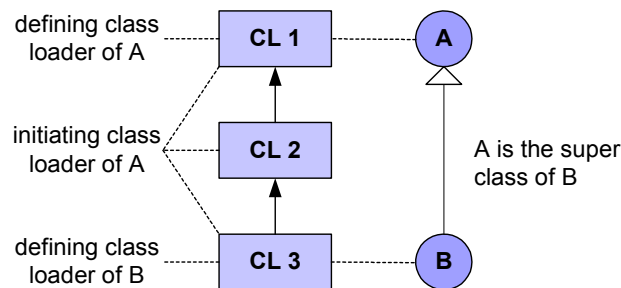 defining class
loader of A
CL 1
A
initiating class
loader of A
CL 2
A is the super
class of B
defining class
loader of B
CL 3
B